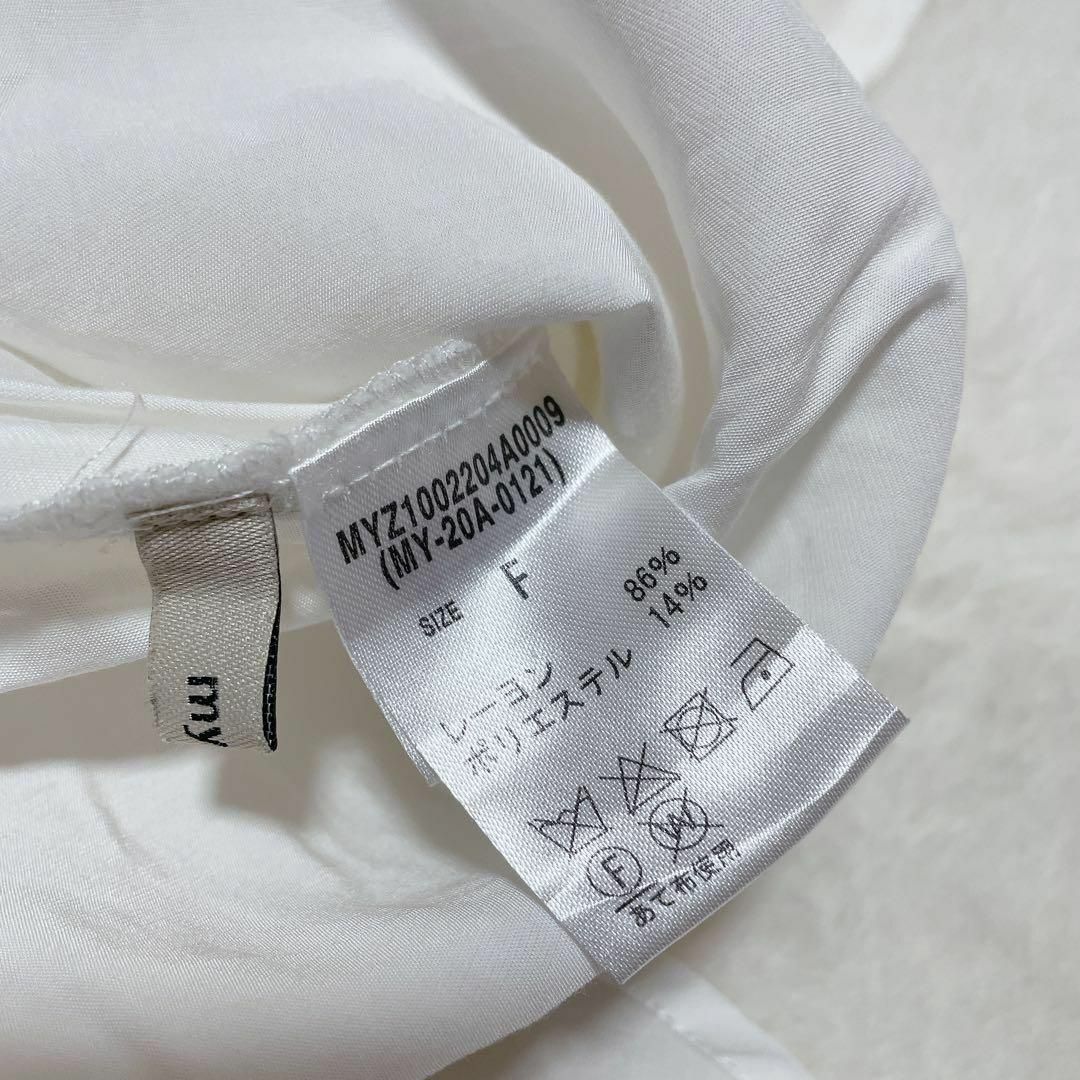 MYZ1002204A0009
(MY-20A-0121)
SIZE F
レーヨン 86%
ポリエステル 14%
F
W
あて布使用
my